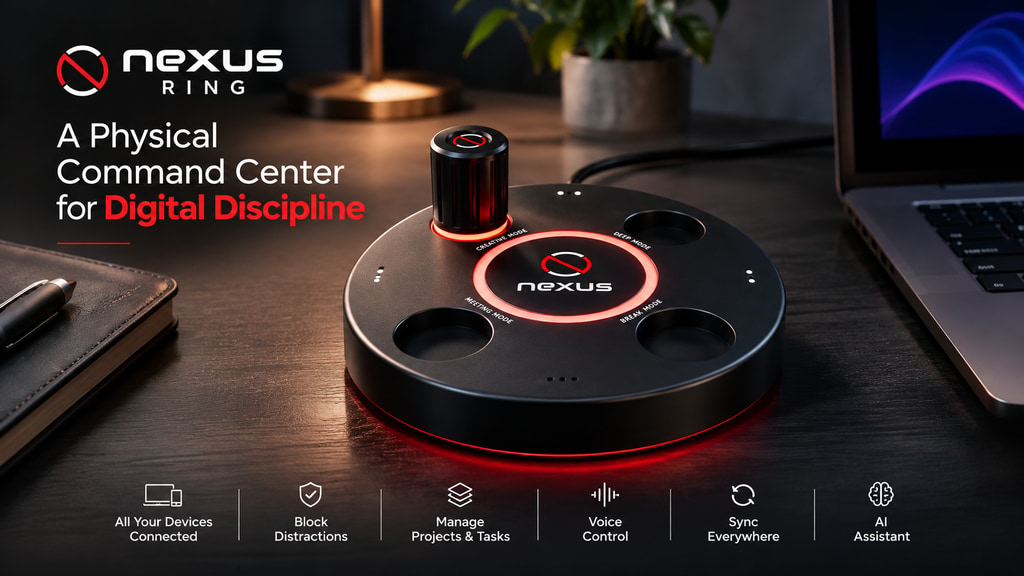 nexus
RING
A Physical
Command Center
for Digital Discipline
CREATIVE MODE
DEEP MODE
nexus
MELTING MODE
BREAK MODE
All Your Devices
Connected
Block
Distractions
Manage
Projects & Tasks
Voice
Control
Sync
Everywhere
AI
Assistant